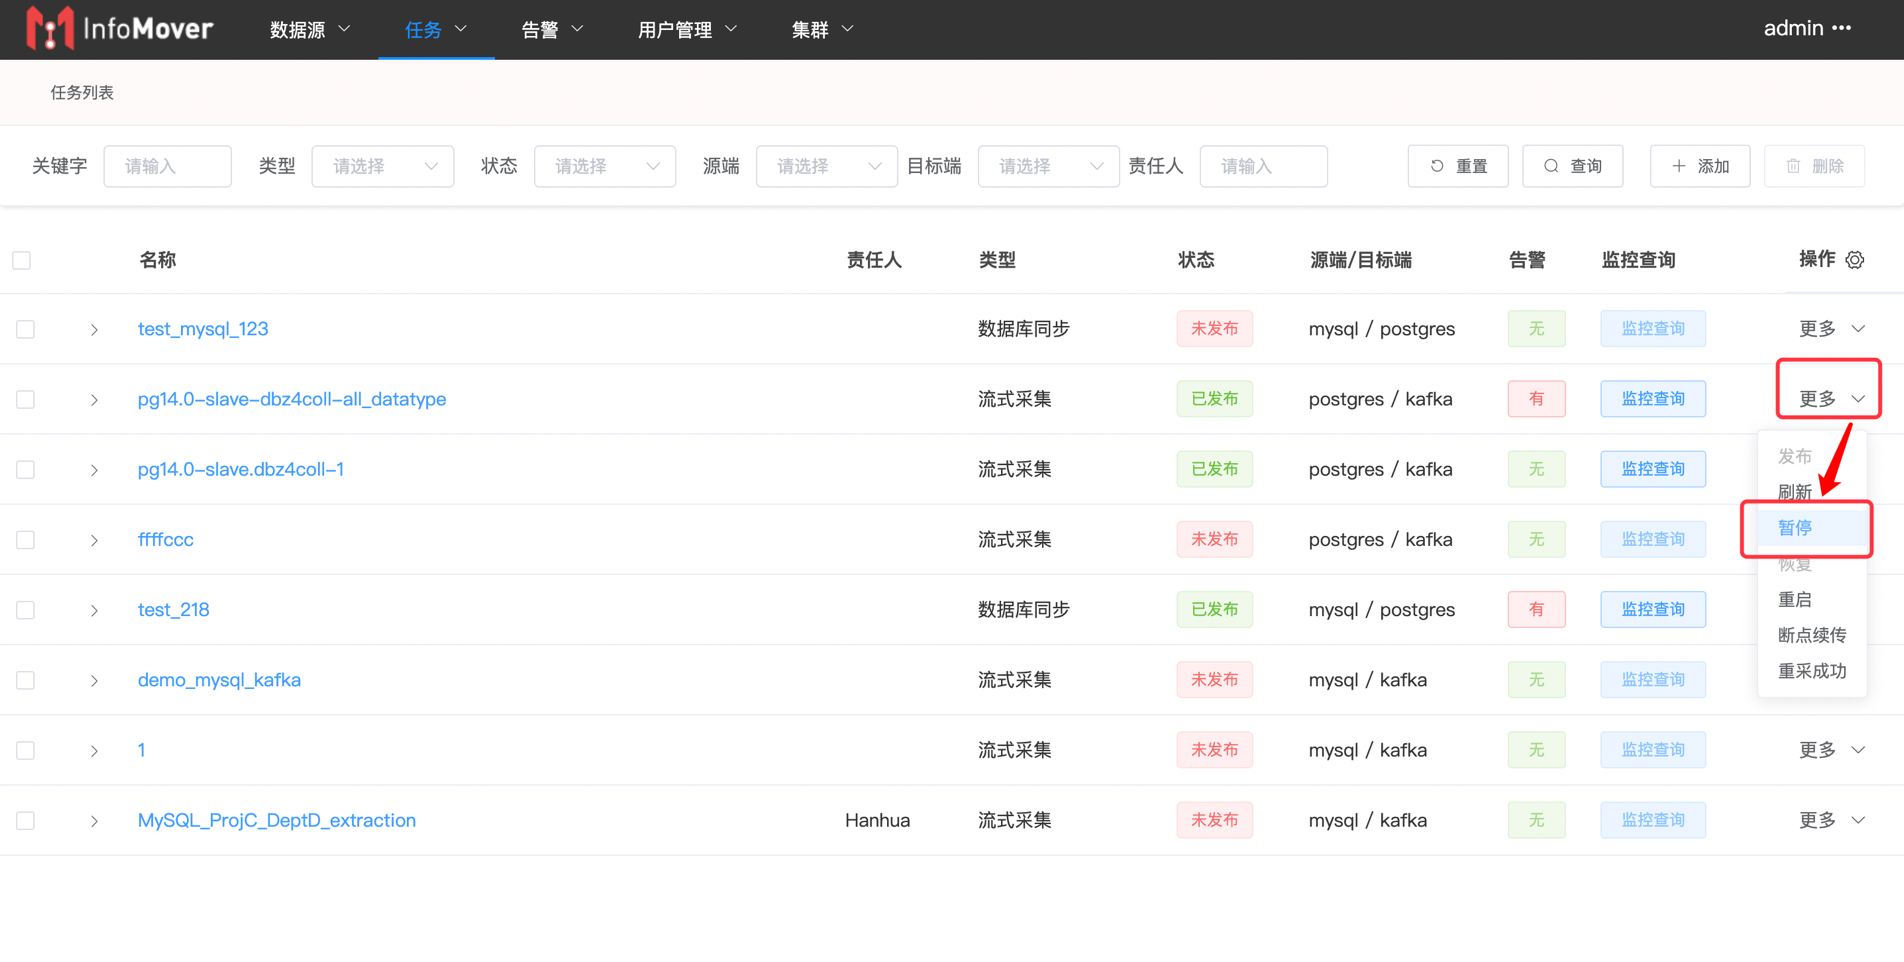 InfoMover 数据源 任务 告警 用户管理 集群 admin •••
任务列表
关键字 请输入 类型 请选择 状态 请选择 源端 请选择 目标端 请选择 责任人 请输入 重置 查询 添加 删除
名称 责任人 类型 状态 源端/目标端 告警 监控查询 操作
test_mysql_123 数据库同步 未发布 mysql / postgres 无 监控查询 更多
pg14.0-slave-dbz4coll-all_datatype 流式采集 已发布 postgres / kafka 有 监控查询 更多
发布
pg14.0-slave.dbz4coll-1 流式采集 已发布 postgres / kafka 无 监控查询
刷新
暂停
ffffccc 流式采集 未发布 postgres / kafka 无 监控查询
恢复
重启
test_218 数据库同步 已发布 mysql / postgres 有 监控查询
断点续传
重采成功
demo_mysql_kafka 流式采集 未发布 mysql / kafka 无 监控查询
1 流式采集 未发布 mysql / kafka 无 监控查询 更多
MySQL_ProjC_DeptD_extraction Hanhua 流式采集 未发布 mysql / kafka 无 监控查询 更多